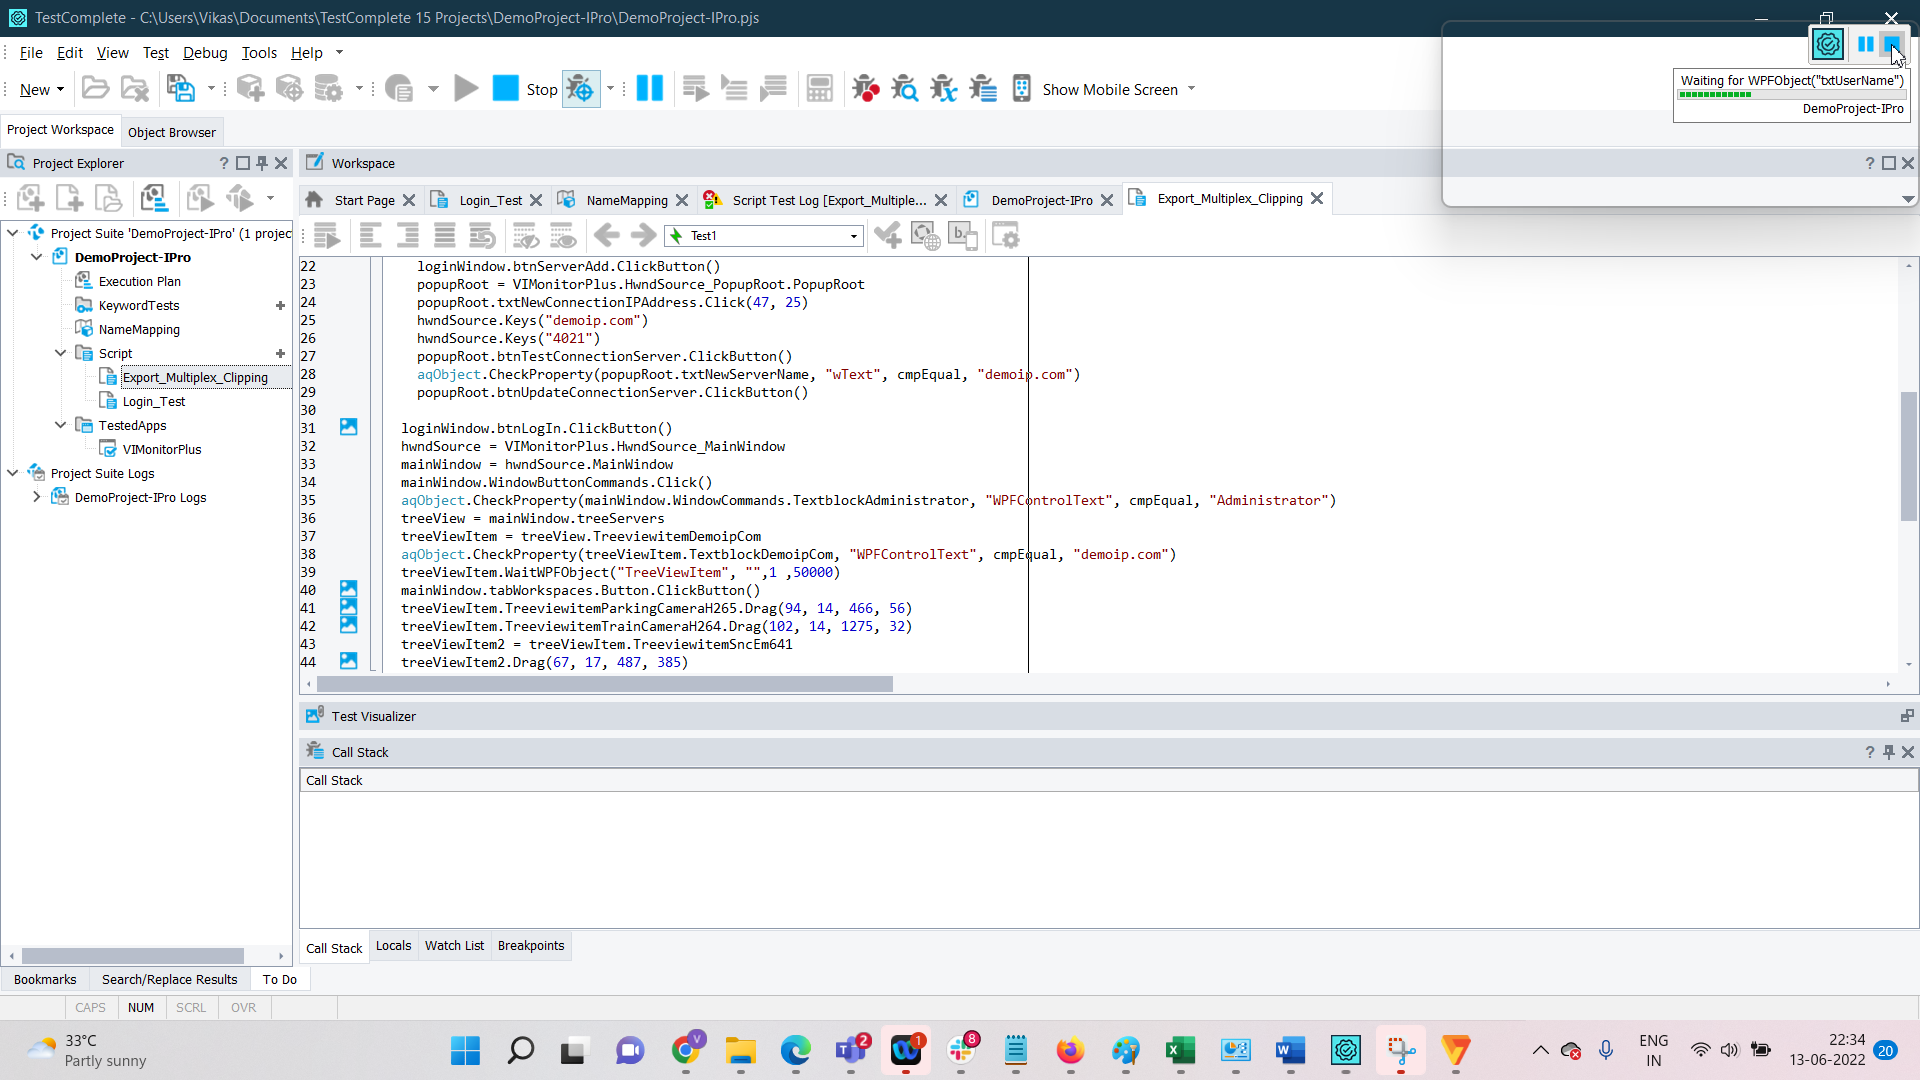 TestComplete - C:\Users\Vikas\Documents\TestComplete 15 Projects\DemoProject-IPro\DemoProject-IPro.pjs
File Edit View Test Debug Tools Help
New
Stop
Show Mobile Screen
Waiting for WPFObject("txtUserName")
DemoProject-IPro
Project Workspace Object Browser
Project Explorer
Workspace
Start Page Login_Test NameMapping Script Test Log [Export_Multiple... DemoProject-IPro Export_Multiplex_Clipping
Test1
Project Suite 'DemoProject-IPro' (1 projec
DemoProject-IPro
Execution Plan
KeywordTests
NameMapping
Script
Export_Multiplex_Clipping
Login_Test
TestedApps
VIMonitorPlus
Project Suite Logs
DemoProject-IPro Logs
22 loginWindow.btnServerAdd.ClickButton()
23 popupRoot = VIMonitorPlus.HwndSource_PopupRoot.PopupRoot
24 popupRoot.txtNewConnectionIPAddress.Click(47, 25)
25 hwndSource.Keys("demoip.com")
26 hwndSource.Keys("4021")
27 popupRoot.btnTestConnectionServer.ClickButton()
28 aqObject.CheckProperty(popupRoot.txtNewServerName, "wText", cmpEqual, "demoip.com")
29 popupRoot.btnUpdateConnectionServer.ClickButton()
30
31 loginWindow.btnLogIn.ClickButton()
32 hwndSource = VIMonitorPlus.HwndSource_MainWindow
33 mainWindow = hwndSource.MainWindow
34 mainWindow.WindowButtonCommands.Click()
35 aqObject.CheckProperty(mainWindow.WindowCommands.TextblockAdministrator, "WPFControlText", cmpEqual, "Administrator")
36 treeView = mainWindow.treeServers
37 treeViewItem = treeView.TreeviewitemDemoipCom
38 aqObject.CheckProperty(treeViewItem.TextblockDemoipCom, "WPFControlText", cmpEqual, "demoip.com")
39 treeViewItem.WaitWPFObject("TreeViewItem", "",1 ,50000)
40 mainWindow.tabWorkspaces.Button.ClickButton()
41 treeViewItem.TreeviewitemParkingCameraH265.Drag(94, 14, 466, 56)
42 treeViewItem.TreeviewitemTrainCameraH264.Drag(102, 14, 1275, 32)
43 treeViewItem2 = treeViewItem.TreeviewitemSncEm641
44 treeViewItem2.Drag(67, 17, 487, 385)
Test Visualizer
Call Stack
Call Stack
Call Stack Locals Watch List Breakpoints
Bookmarks Search/Replace Results To Do
CAPS NUM SCRL OVR
33°C
Partly sunny
V
2
1
8
ENG
IN
22:34
13-06-2022
20